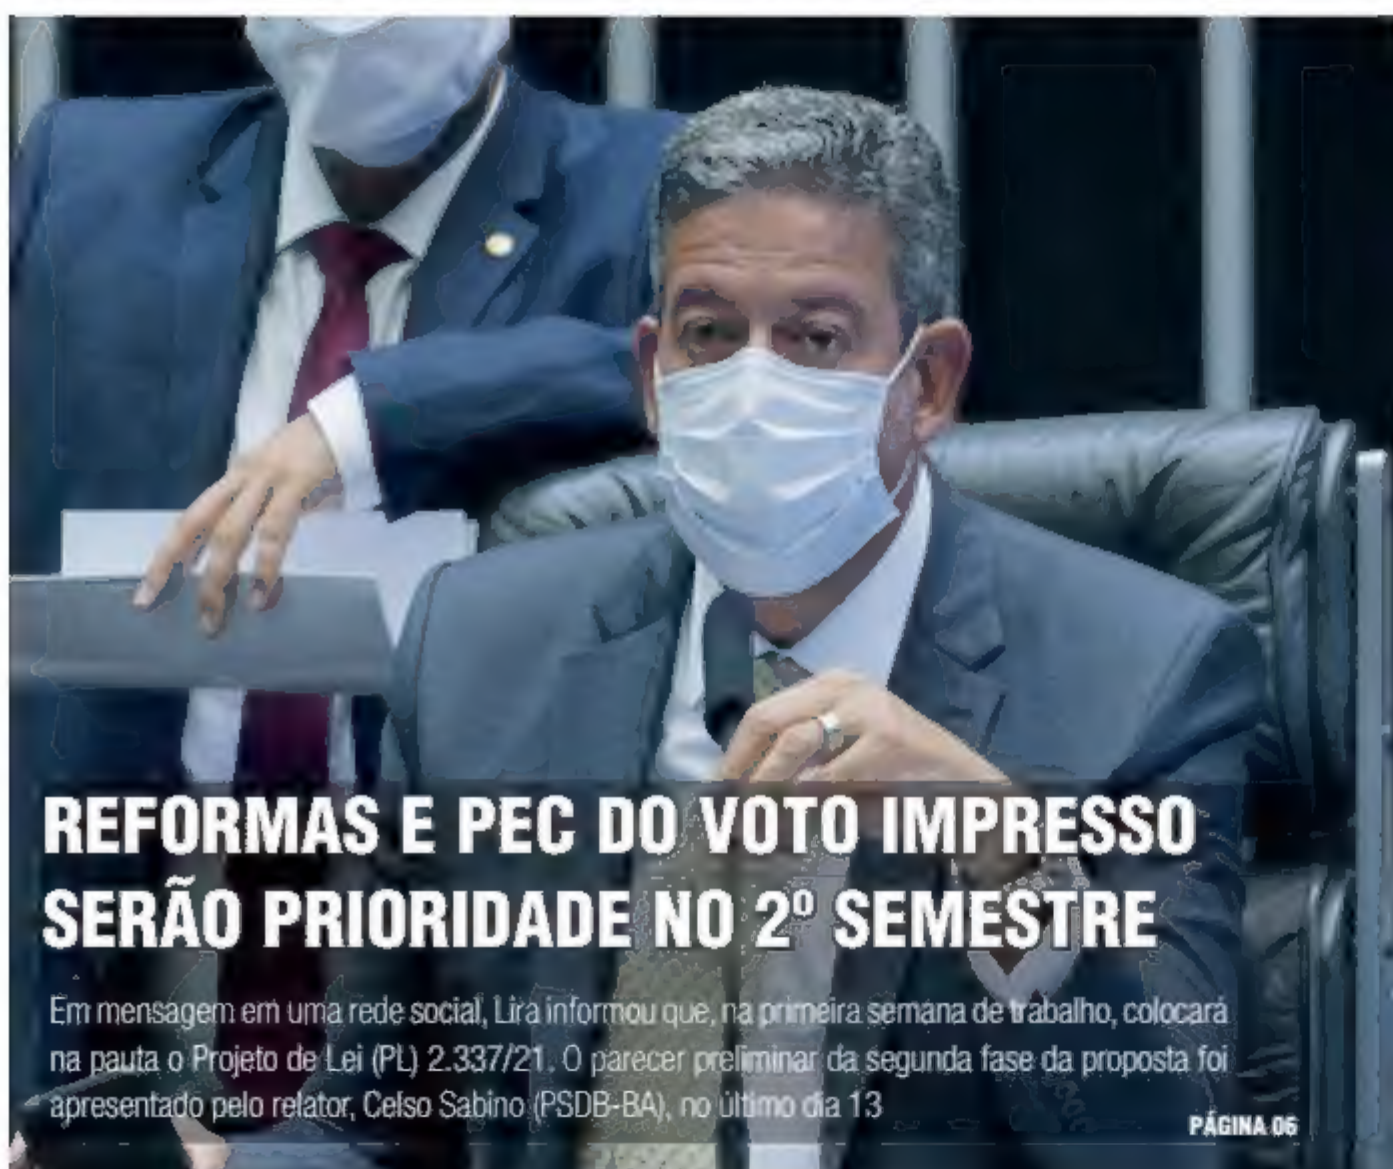 REFORMAS E PEC DO VOTO IMPRESSO
SERÃO PRIORIDADE NO 2º SEMESTRE
Em mensagem em uma rede social, Lira informou que, na primeira semana de trabalho, colocará
na pauta o Projeto de Lei (PL) 2.337/21. O parecer preliminar da segunda fase da proposta foi
apresentado pelo relator, Celso Sabino (PSDB-BA), no último dia 13
PÁGINA 06